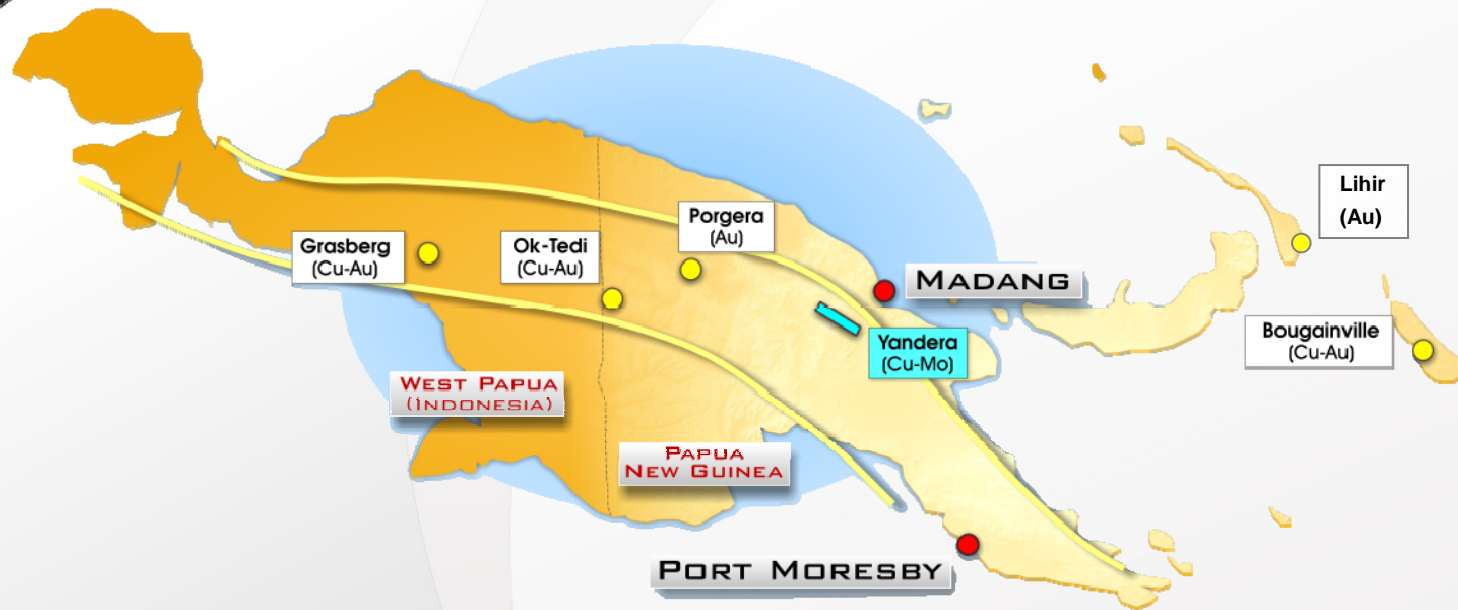 Lihir
(Au)
Porgera
(Au)
Grasberg
(Cu-Au)
Ok-Tedi
(Cu-Au)
MADANG
Yandera
(Cu-Mo)
Bougainville
(Cu-Au)
WEST PAPUA
(INDONESIA)
PAPUA
NEW GUINEA
PORT MORESBY